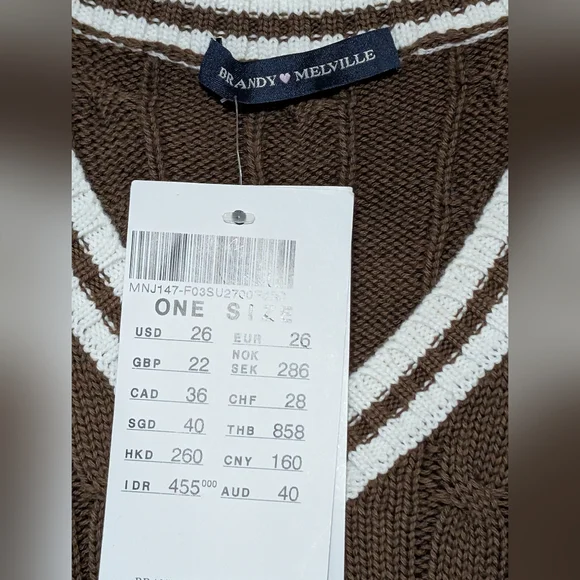 BRANDY MELVILLE
ONE SIZE
USD 26 EUR 26
GBP 22 NOK SEK 286
CAD 36 CHF 28
SGD 40 THB 858
HKD 260 CNY 160
IDR 455000 AUD 40